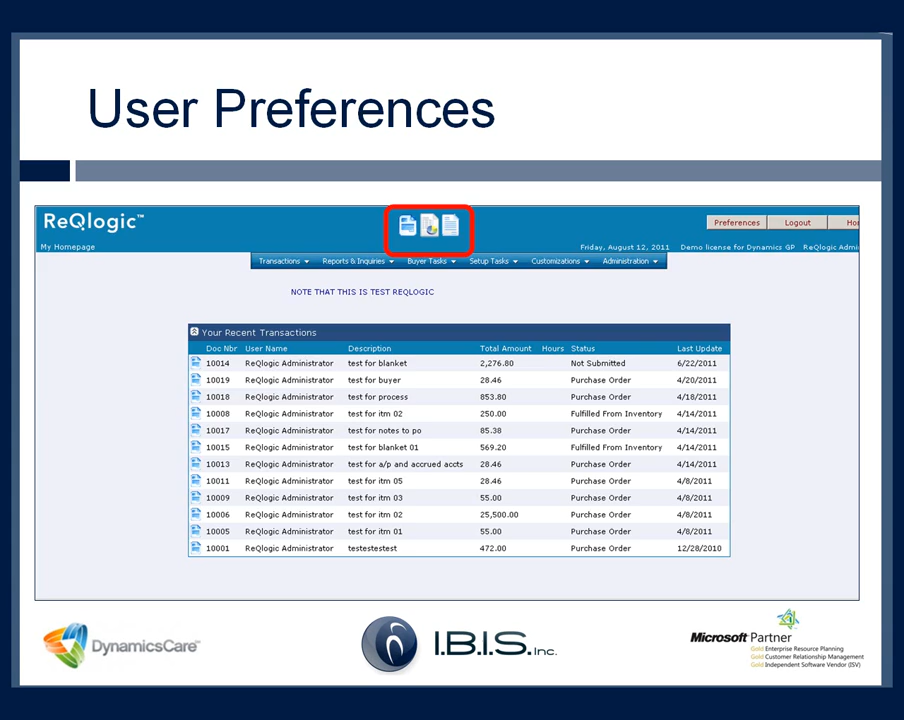 User Preferences
ReQlogic™
Preferences Logout
My Homepage
Friday, August 12, 2011 Demo license for Dynamics GP ReQlogic Admi
Transactions Reports & Inquiries Buyer Tasks Setup Tasks Customizations Administration
NOTE THAT THIS IS TEST REQLOGIC
Your Recent Transactions
Doc Nbr User Name Description Total Amount Hours Status Last Update
10014 ReQlogic Administrator test for blanket 2,276.80 Not Submitted 6/22/2011
10019 ReQlogic Administrator test for buyer 28.46 Purchase Order 4/20/2011
10018 ReQlogic Administrator test for process 853.80 Purchase Order 4/18/2011
10008 ReQlogic Administrator test for itm 02 250.00 Fulfilled From Inventory 4/14/2011
10017 ReQlogic Administrator test for notes to po 85.38 Purchase Order 4/14/2011
10015 ReQlogic Administrator test for blanket 01 569.20 Fulfilled From Inventory 4/14/2011
10013 ReQlogic Administrator test for a/p and accrued accts 28.46 Purchase Order 4/14/2011
10011 ReQlogic Administrator test for itm 05 28.46 Purchase Order 4/8/2011
10009 ReQlogic Administrator test for itm 03 55.00 Purchase Order 4/8/2011
10006 ReQlogic Administrator test for itm 02 25,500.00 Purchase Order 4/8/2011
10005 ReQlogic Administrator test for itm 01 55.00 Purchase Order 4/8/2011
10001 ReQlogic Administrator testestestest 472.00 Purchase Order 12/28/2010
DynamicsCare
I.B.I.S. Inc.
Microsoft Partner
Gold Enterprise Resource Planning
Gold Customer Relationship Management
Gold Independent Software Vendor (ISV)